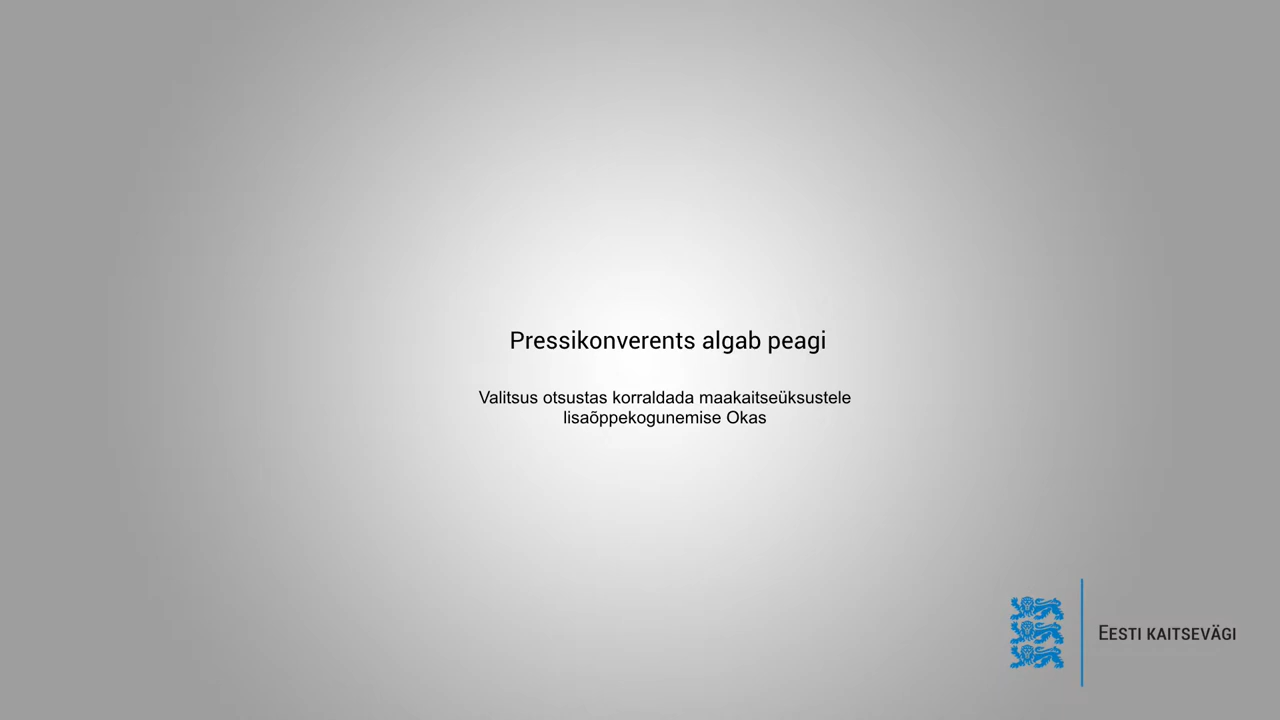 Pressikonverents algab peagi
Valitsus otsustas korraldada maakaitseüksustele
lisaõppekogunemise Okas
EESTI KAITSEVÄGI